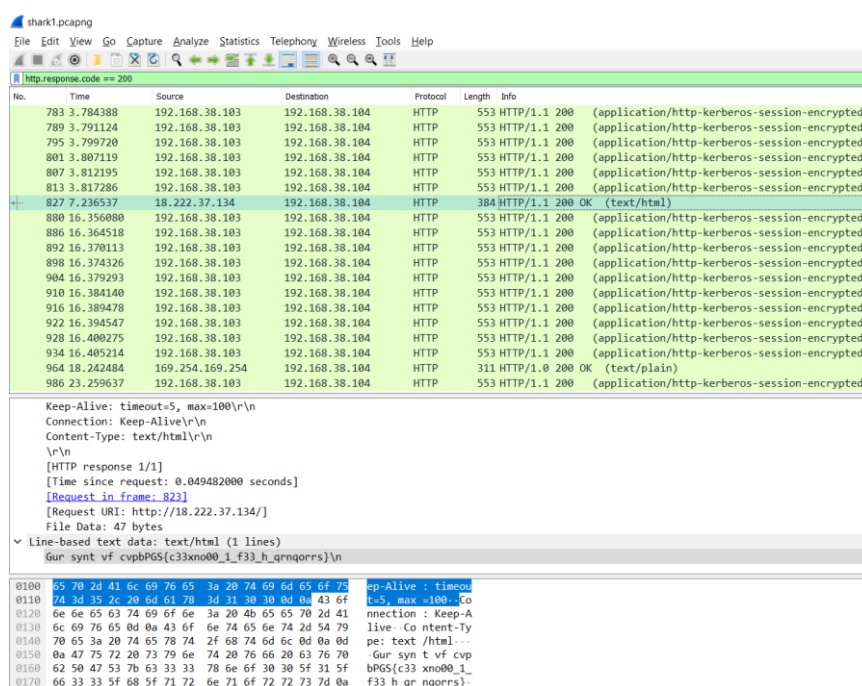 shark1.pcapng
File Edit View Go Capture Analyze Statistics Telephony Wireless Tools Help
http.response.code == 200
No. Time Source Destination Protocol Length Info
783 3.784388 192.168.38.103 192.168.38.104 HTTP 553 HTTP/1.1 200 (application/http-kerberos-session-encrypted
789 3.791124 192.168.38.103 192.168.38.104 HTTP 553 HTTP/1.1 200 (application/http-kerberos-session-encrypted
795 3.799720 192.168.38.103 192.168.38.104 HTTP 553 HTTP/1.1 200 (application/http-kerberos-session-encrypted
801 3.807119 192.168.38.103 192.168.38.104 HTTP 553 HTTP/1.1 200 (application/http-kerberos-session-encrypted
807 3.812195 192.168.38.103 192.168.38.104 HTTP 553 HTTP/1.1 200 (application/http-kerberos-session-encrypted
813 3.817286 192.168.38.103 192.168.38.104 HTTP 553 HTTP/1.1 200 (application/http-kerberos-session-encrypted
827 7.236537 18.222.37.134 192.168.38.104 HTTP 384 HTTP/1.1 200 OK (text/html)
880 16.356080 192.168.38.103 192.168.38.104 HTTP 553 HTTP/1.1 200 (application/http-kerberos-session-encrypted
886 16.364518 192.168.38.103 192.168.38.104 HTTP 553 HTTP/1.1 200 (application/http-kerberos-session-encrypted
892 16.370113 192.168.38.103 192.168.38.104 HTTP 553 HTTP/1.1 200 (application/http-kerberos-session-encrypted
898 16.374326 192.168.38.103 192.168.38.104 HTTP 553 HTTP/1.1 200 (application/http-kerberos-session-encrypted
904 16.379293 192.168.38.103 192.168.38.104 HTTP 553 HTTP/1.1 200 (application/http-kerberos-session-encrypted
910 16.384140 192.168.38.103 192.168.38.104 HTTP 553 HTTP/1.1 200 (application/http-kerberos-session-encrypted
916 16.389478 192.168.38.103 192.168.38.104 HTTP 553 HTTP/1.1 200 (application/http-kerberos-session-encrypted
922 16.394547 192.168.38.103 192.168.38.104 HTTP 553 HTTP/1.1 200 (application/http-kerberos-session-encrypted
928 16.400275 192.168.38.103 192.168.38.104 HTTP 553 HTTP/1.1 200 (application/http-kerberos-session-encrypted
934 16.405214 192.168.38.103 192.168.38.104 HTTP 553 HTTP/1.1 200 (application/http-kerberos-session-encrypted
964 18.242484 169.254.169.254 192.168.38.104 HTTP 311 HTTP/1.0 200 OK (text/plain)
986 23.259637 192.168.38.103 192.168.38.104 HTTP 553 HTTP/1.1 200 (application/http-kerberos-session-encrypted
Keep-Alive: timeout=5, max=100\r\n
Connection: Keep-Alive\r\n
Content-Type: text/html\r\n
\r\n
[HTTP response 1/1]
[Time since request: 0.049482000 seconds]
[Request in frame: 823]
[Request URI: http://18.222.37.134/]
File Data: 47 bytes
Line-based text data: text/html (1 lines)
Gur synt vf cvpbPGS{c33xno00_1_f33_h_qrnqorrs}\n
0100 65 70 2d 41 6c 69 76 65 3a 20 74 69 6d 65 6f 75 ep-Alive : timeou
0110 74 3d 35 2c 20 6d 61 78 3d 31 30 30 0d 0a 43 6f t=5, max =100··Co
0120 6e 6e 65 63 74 69 6f 6e 3a 20 4b 65 65 70 2d 41 nnection : Keep-A
0130 6c 69 76 65 0d 0a 43 6f 6e 74 65 6e 74 2d 54 79 live··Co ntent-Ty
0140 70 65 3a 20 74 65 78 74 2f 68 74 6d 6c 0d 0a 0d pe: text /html···
0150 0a 47 75 72 20 73 79 6e 74 20 76 66 20 63 76 70 ·Gur syn t vf cvp
0160 62 50 47 53 7b 63 33 33 78 6e 6f 30 30 5f 31 5f bPGS{c33 xno00_1_
0170 66 33 33 5f 68 5f 71 72 6e 71 6f 72 72 73 7d 0a f33_h_qr nqorrs}·